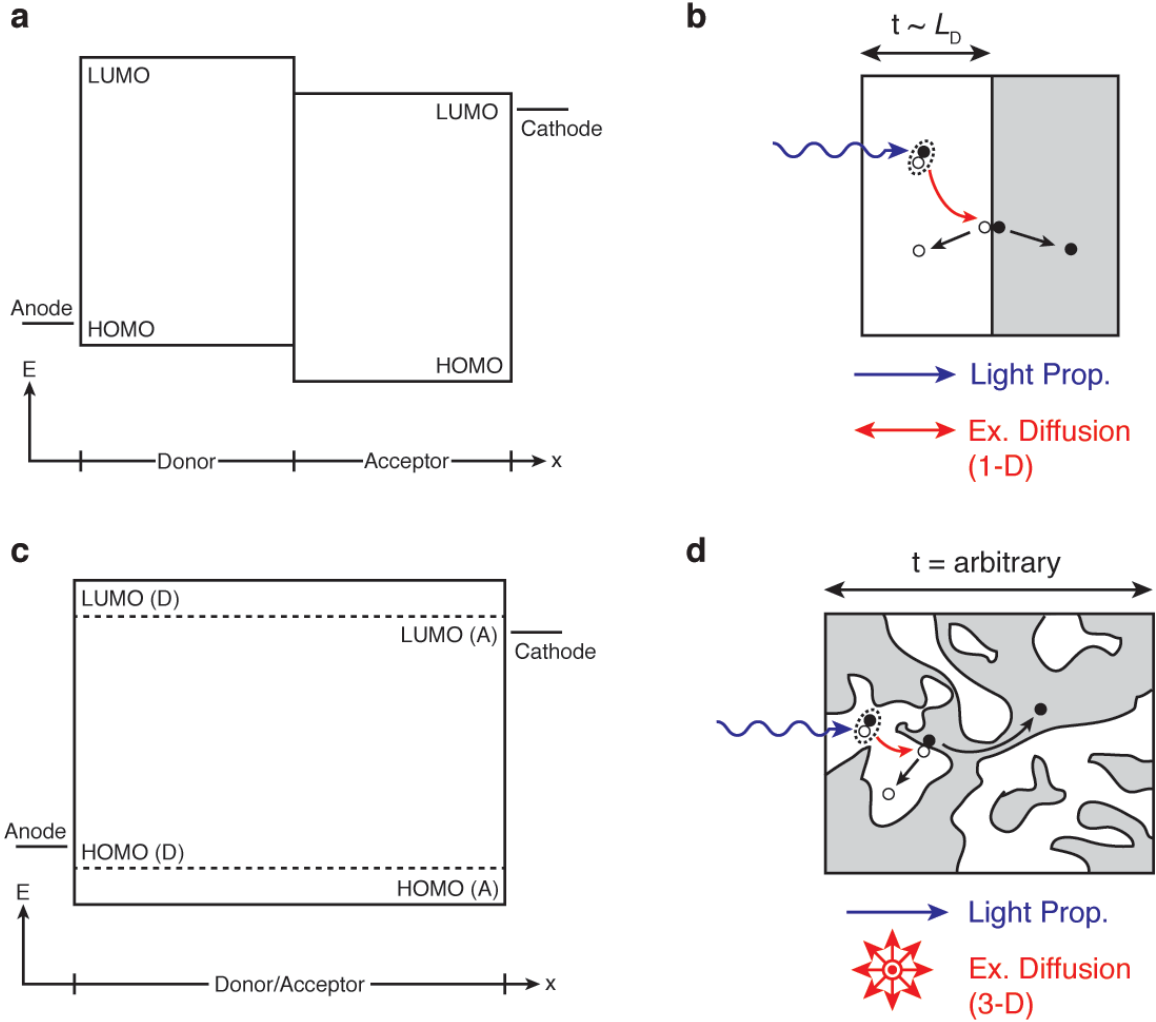 a
LUMO
LUMO
Cathode
Anode
HOMO
HOMO
E
Donor
Acceptor
x
b
t ~ L_D
Light Prop.
Ex. Diffusion
(1-D)
c
LUMO (D)
LUMO (A)
Cathode
Anode
HOMO (D)
HOMO (A)
E
Donor/Acceptor
x
d
t = arbitrary
Light Prop.
Ex. Diffusion
(3-D)